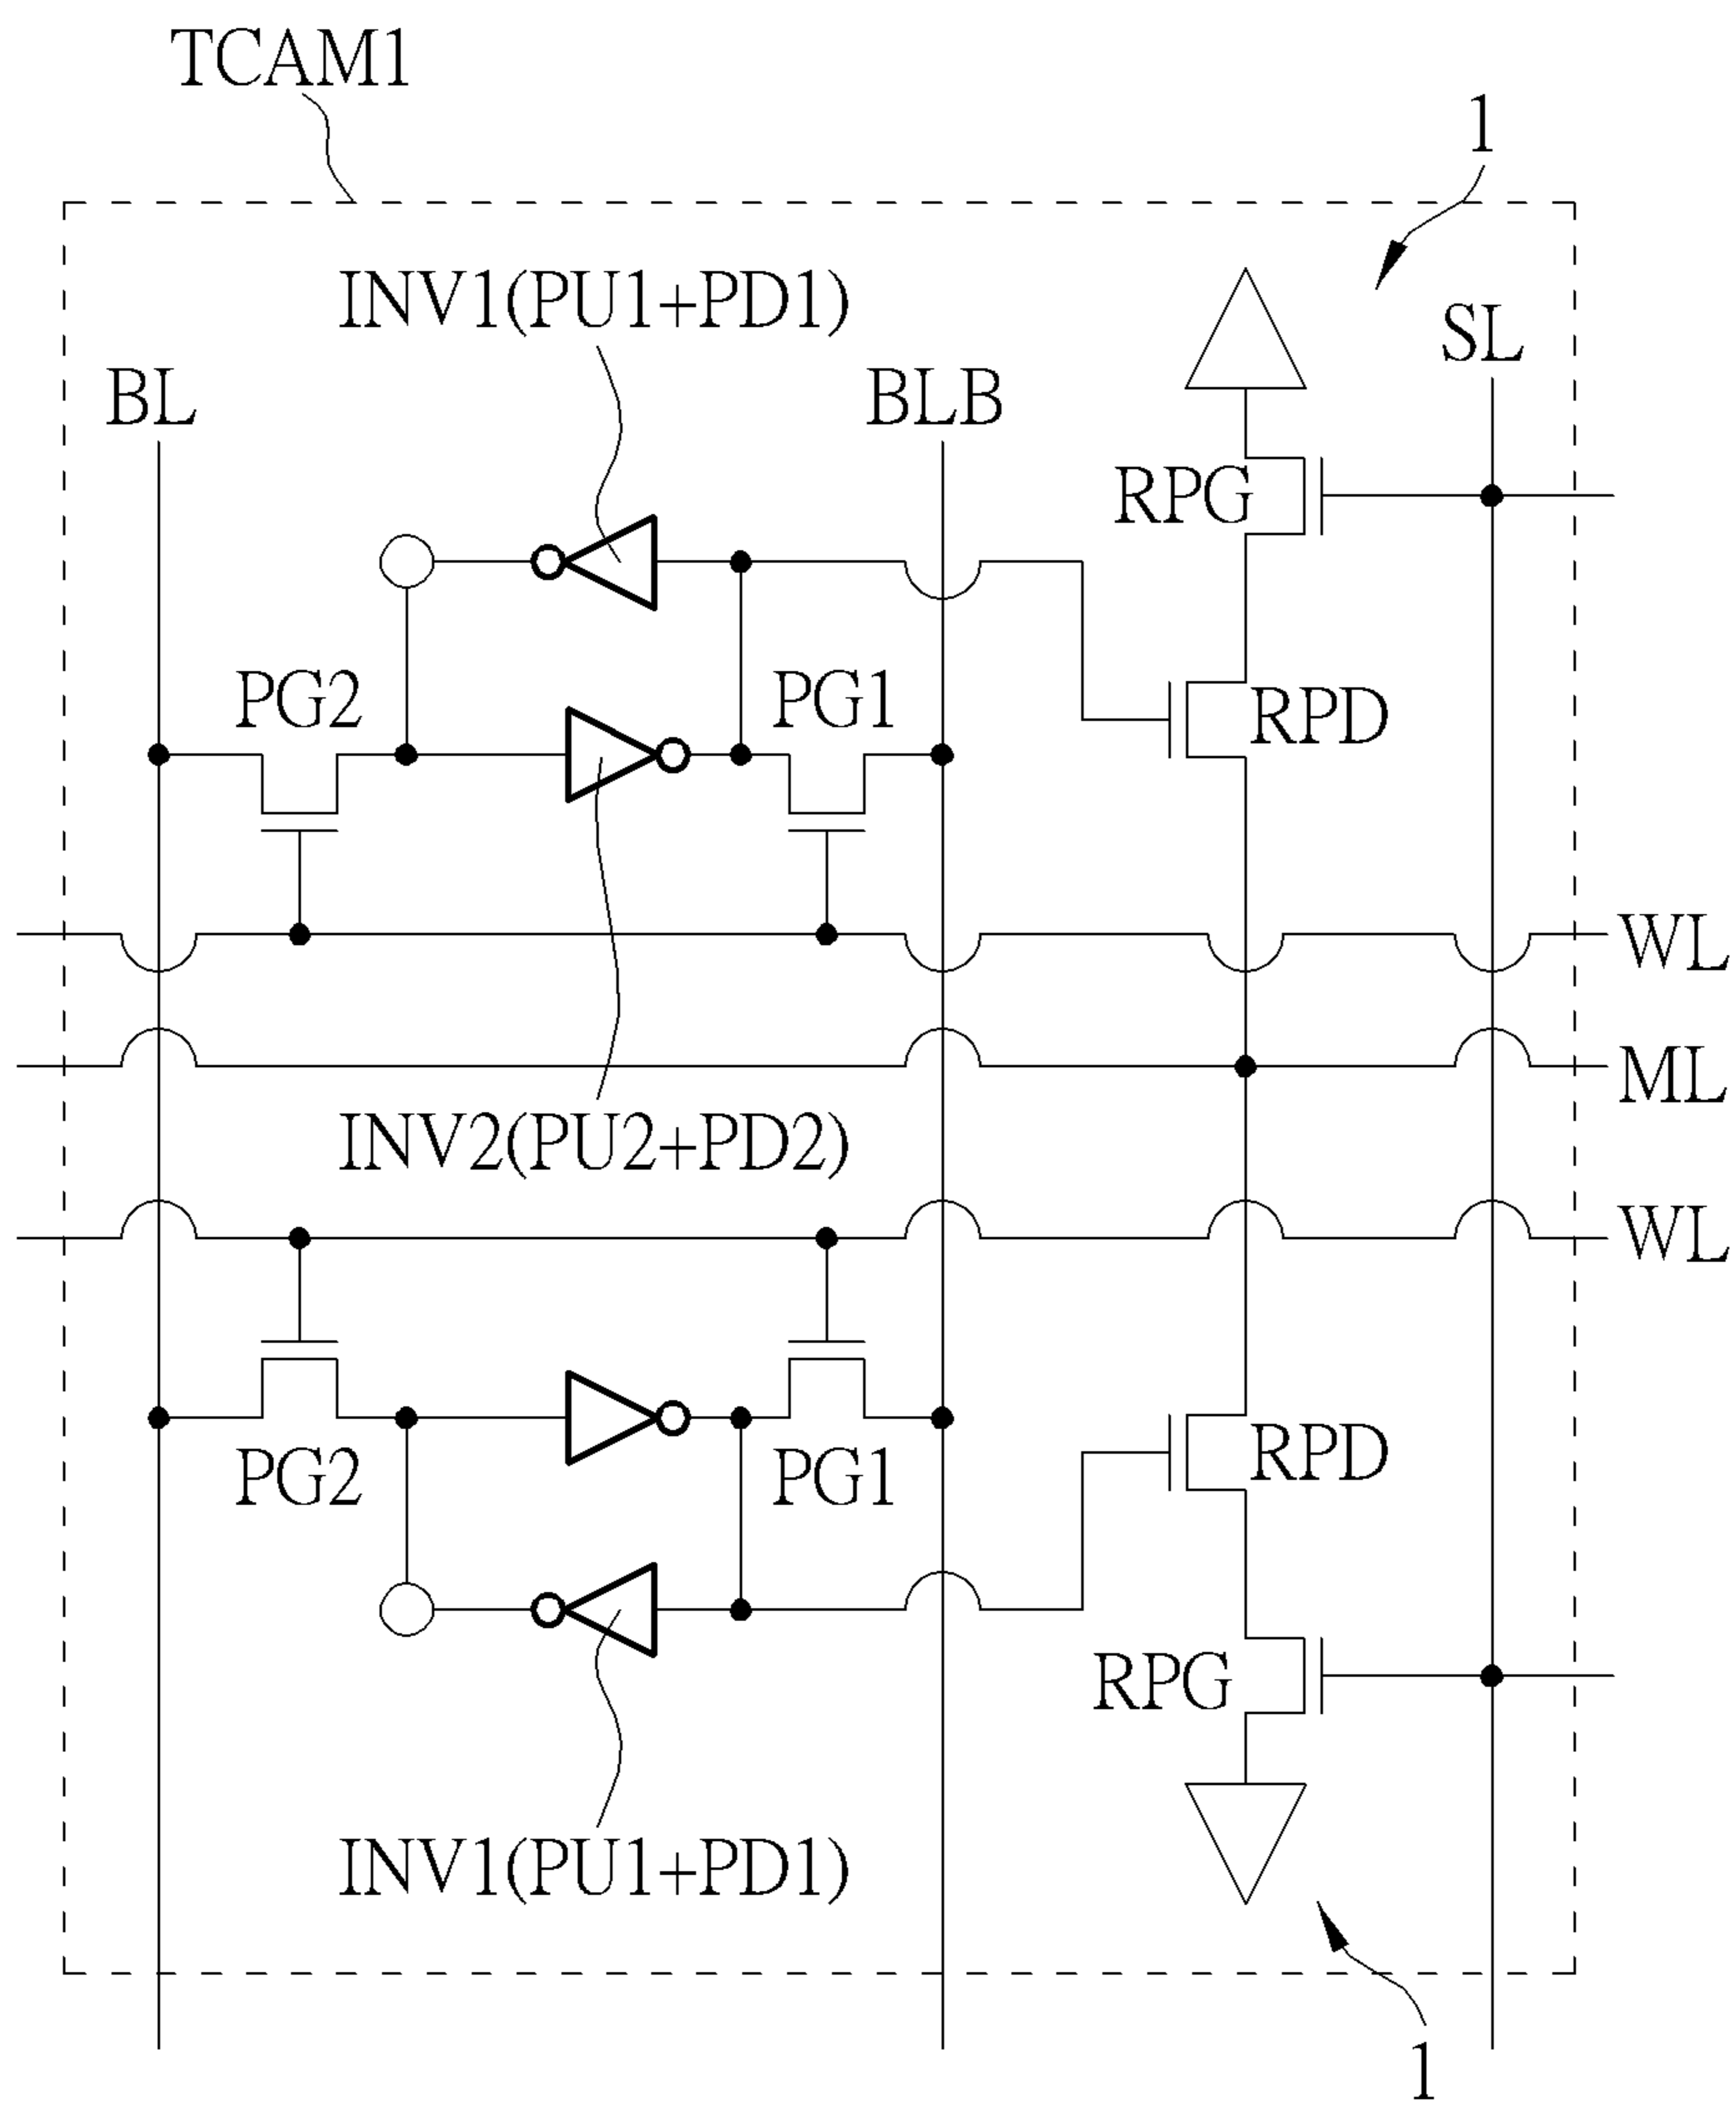 TCAM1
1
INV1(PU1+PD1)
SL
BL
BLB
RPG
PG2
PG1
RPD
WL
ML
INV2(PU2+PD2)
WL
RPD
PG2
PG1
RPG
INV1(PU1+PD1)
1